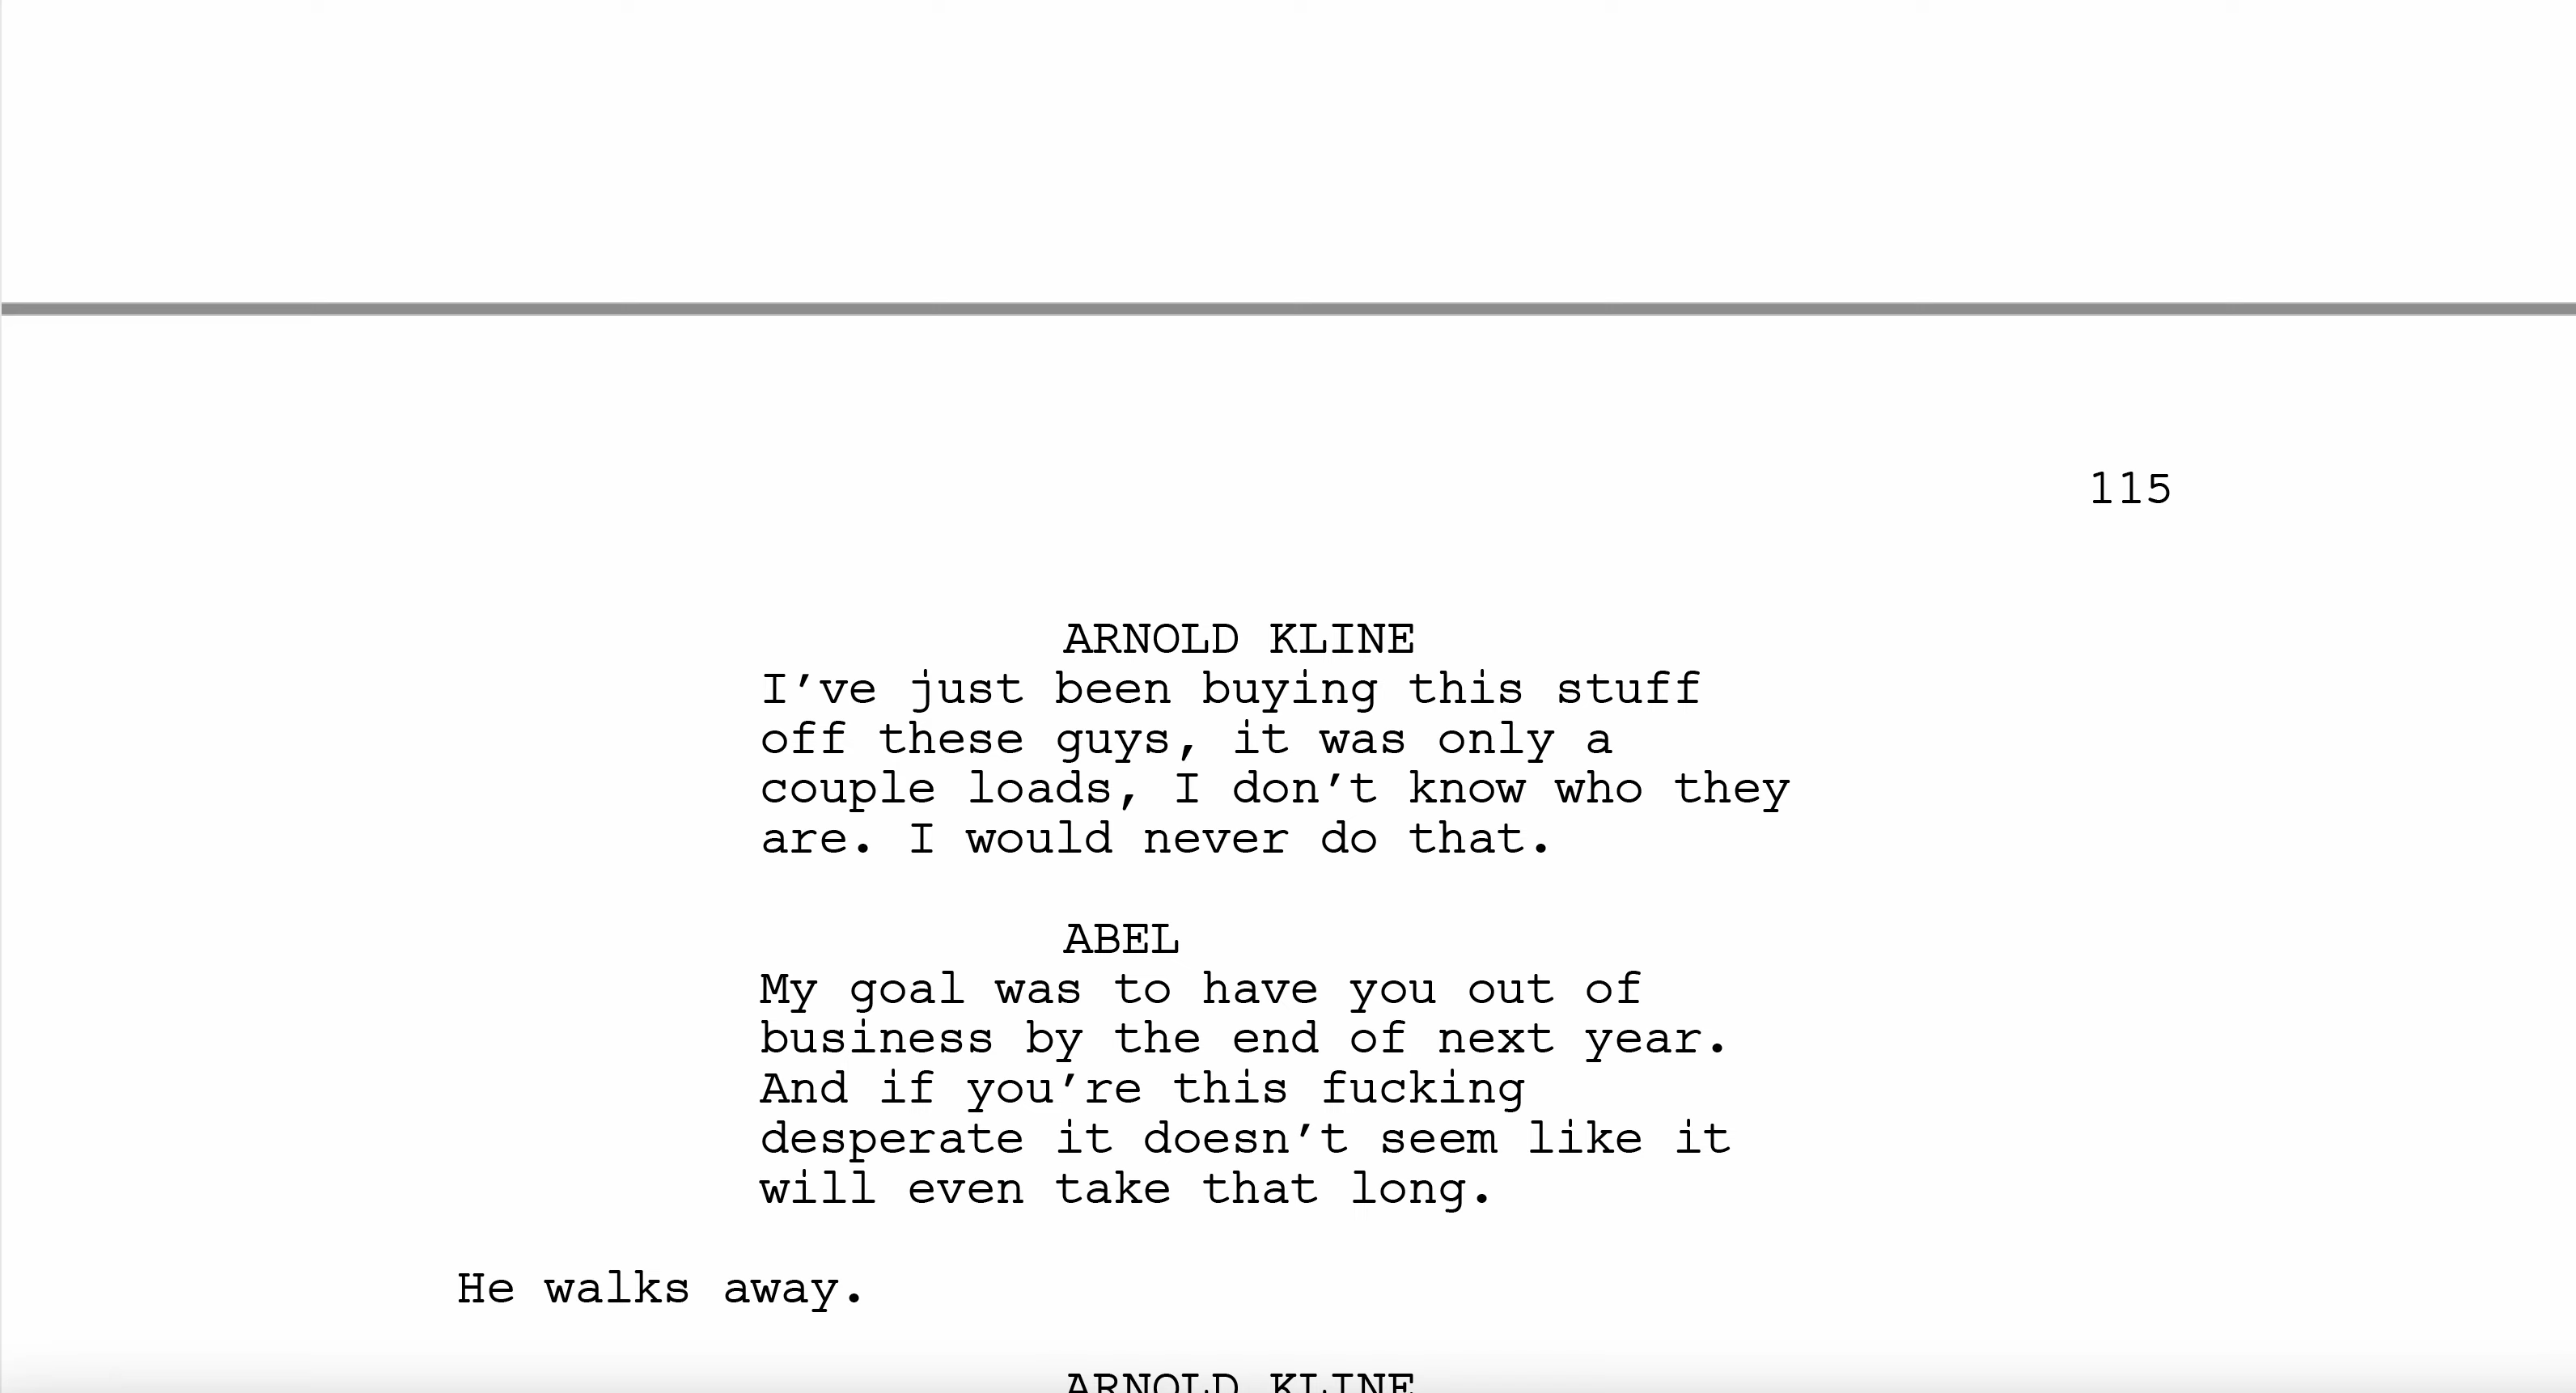 115
ARNOLD KLINE
I’ve just been buying this stuff
off these guys, it was only a
couple loads, I don’t know who they
are. I would never do that.
ABEL
My goal was to have you out of
business by the end of next year.
And if you’re this fucking
desperate it doesn’t seem like it
will even take that long.
He walks away.
ARNOLD KLINE